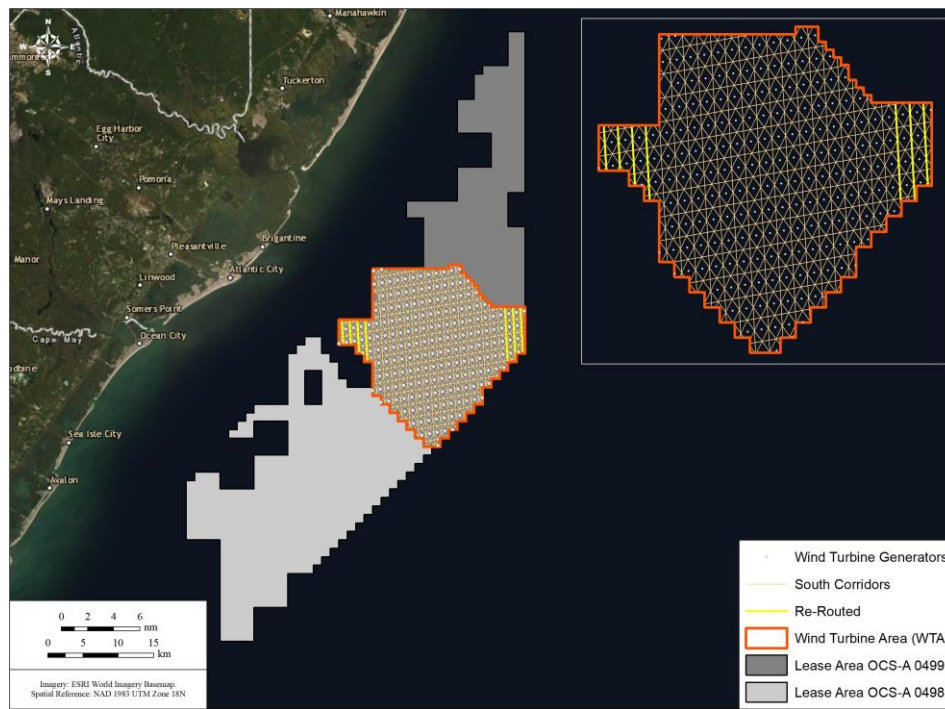 Manahawkin
N
W E
S
Atlantic
Tuckerton
Egg Harbor
City
Pomona
Mays Landing
Manor
Pleasantville
Brigantine
Linwood
Atlantic City
Somers Point
Ocean City
Cape May
Sea Isle City
Avalon
0 2 4 6
nm
0 5 10 15
km
Imagery: ESRI World Imagery Basemap.
Spatial Reference: NAD 1983 UTM Zone 18N
Wind Turbine Generators
South Corridors
Re-Routed
Wind Turbine Area (WTA
Lease Area OCS-A 0499
Lease Area OCS-A 0498